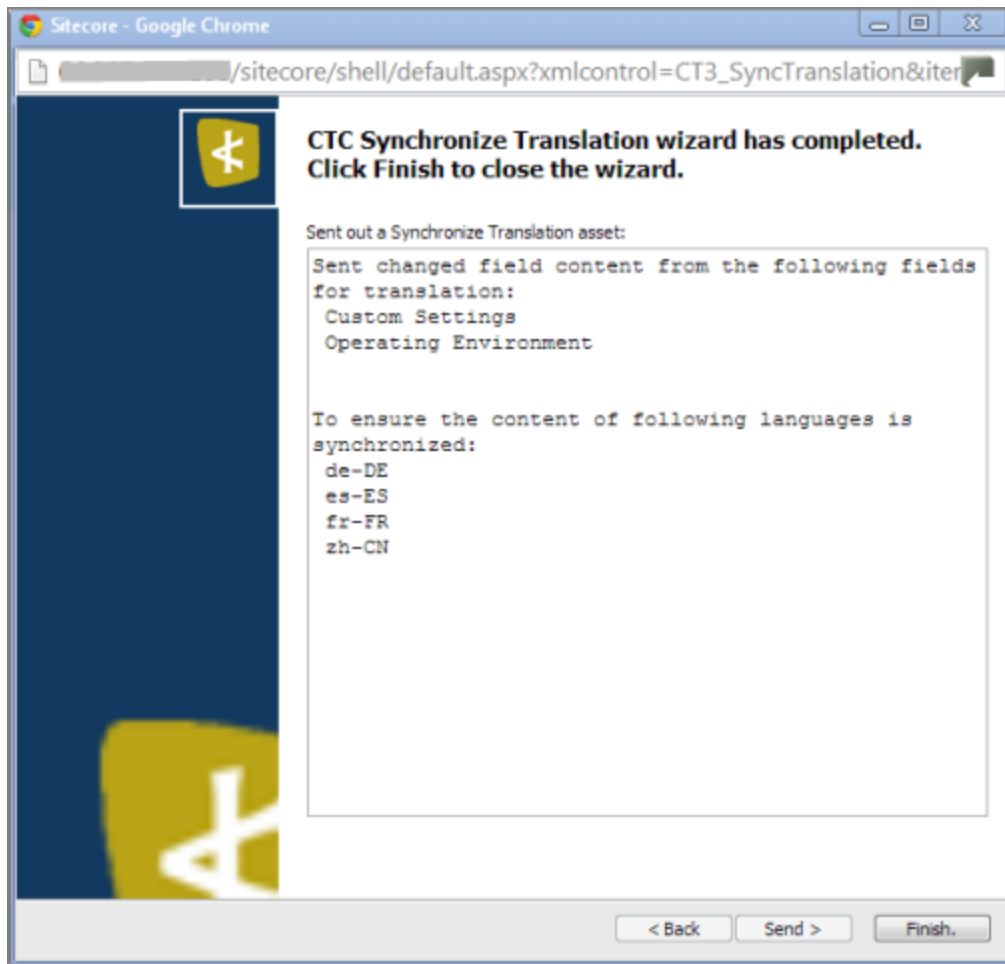 Sitecore - Google Chrome
/sitecore/shell/default.aspx?xmlcontrol=CT3_SyncTranslation&iter
CTC Synchronize Translation wizard has completed.
Click Finish to close the wizard.
Sent out a Synchronize Translation asset:
Sent changed field content from the following fields
for translation:
Custom Settings
Operating Environment
To ensure the content of following languages is
synchronized:
de-DE
es-ES
fr-FR
zh-CN
< Back Send > Finish.